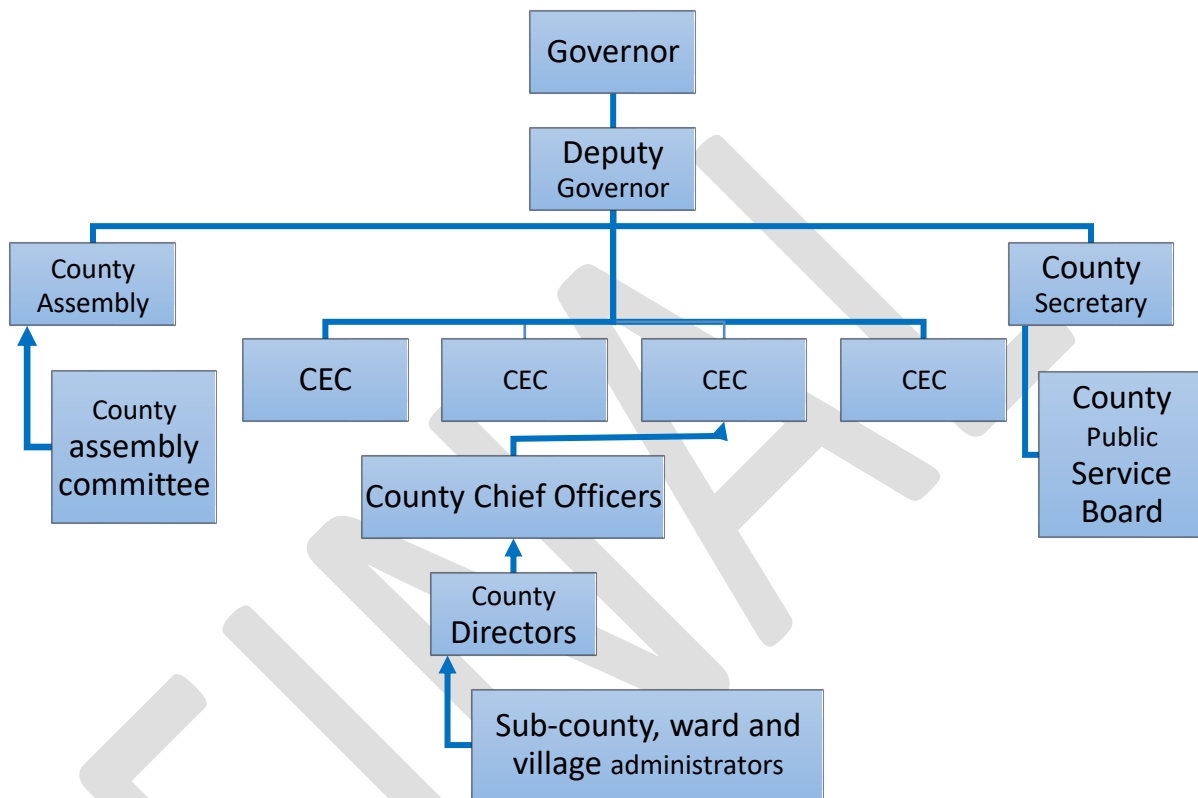 Governor
Deputy
Governor
County
Assembly
County
Secretary
CEC
CEC
CEC
CEC
County
assembly
committee
County
Public
Service
Board
County Chief Officers
County
Directors
Sub-county, ward and
village administrators
FINAL